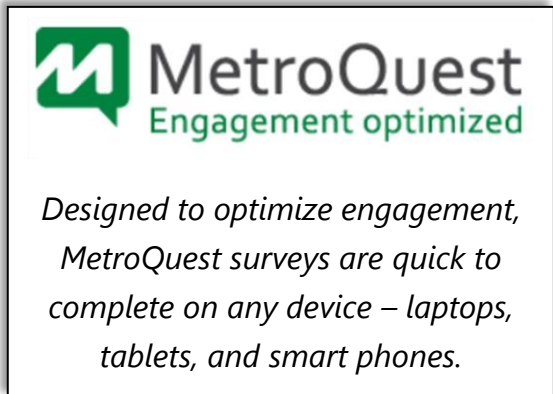 MetroQuest
Engagement optimized
Designed to optimize engagement,
MetroQuest surveys are quick to
complete on any device – laptops,
tablets, and smart phones.